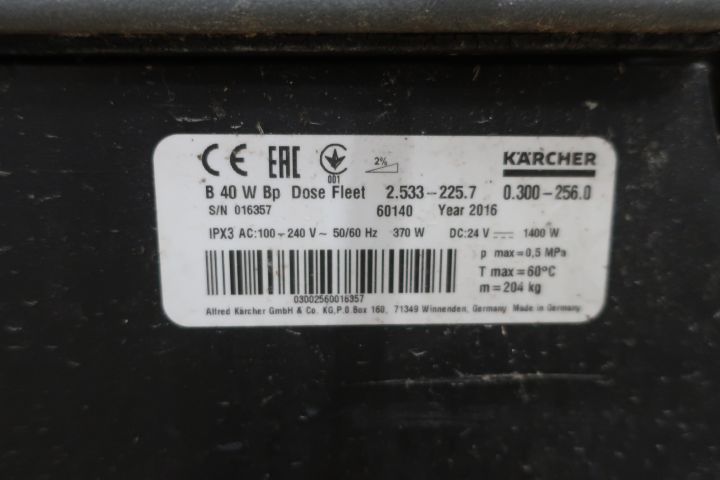 CE EAC 001 2% KÄRCHER
B 40 W Bp Dose Fleet 2.533-225.7 0.300-256.0
S/N 016357 60140 Year 2016
IPX3 AC:100-240 V~ 50/60 Hz 370 W DC:24 V 1400 W
p max=0,5 MPa
T max=60°C
m=204 kg
03002560016357
Alfred Kärcher GmbH & Co. KG,P.O.Box 160, 71349 Winnenden, Germany Made in Germany